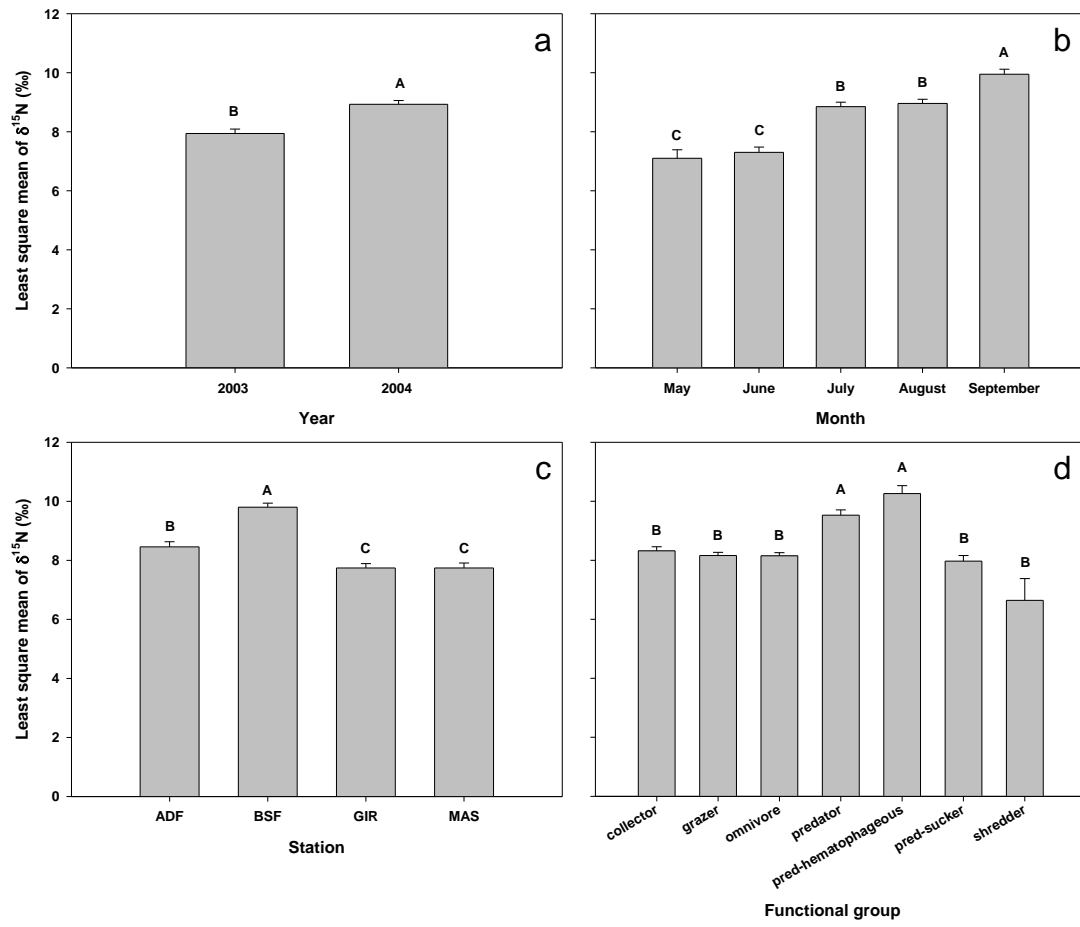 a
Least square mean of δ15N (‰)
12
10
8
6
4
2
0
B
A
2003
2004
Year
b
C
C
B
B
A
May
June
July
August
September
Month
c
Least square mean of δ15N (‰)
12
10
8
6
4
2
0
B
A
C
C
ADF
BSF
GIR
MAS
Station
d
B
B
B
A
A
B
B
collector
grazer
omnivore
predator
pred-hematophageous
pred-sucker
shredder
Functional group